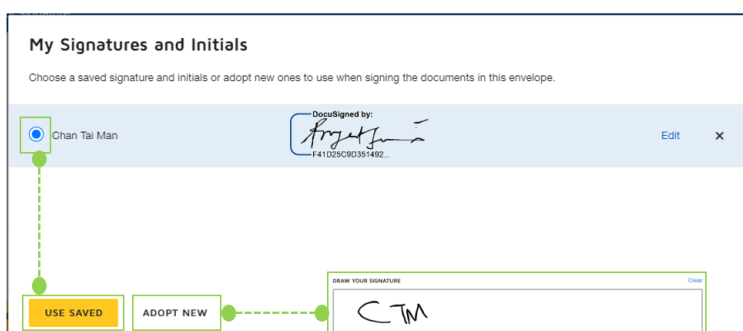 My Signatures and Initials
Choose a saved signature and initials or adopt new ones to use when signing the documents in this envelope.
Chan Tai Man
DocuSigned by:
F41D25C9D351492...
Edit ×
DRAW YOUR SIGNATURE Clear
USE SAVED ADOPT NEW
CTM